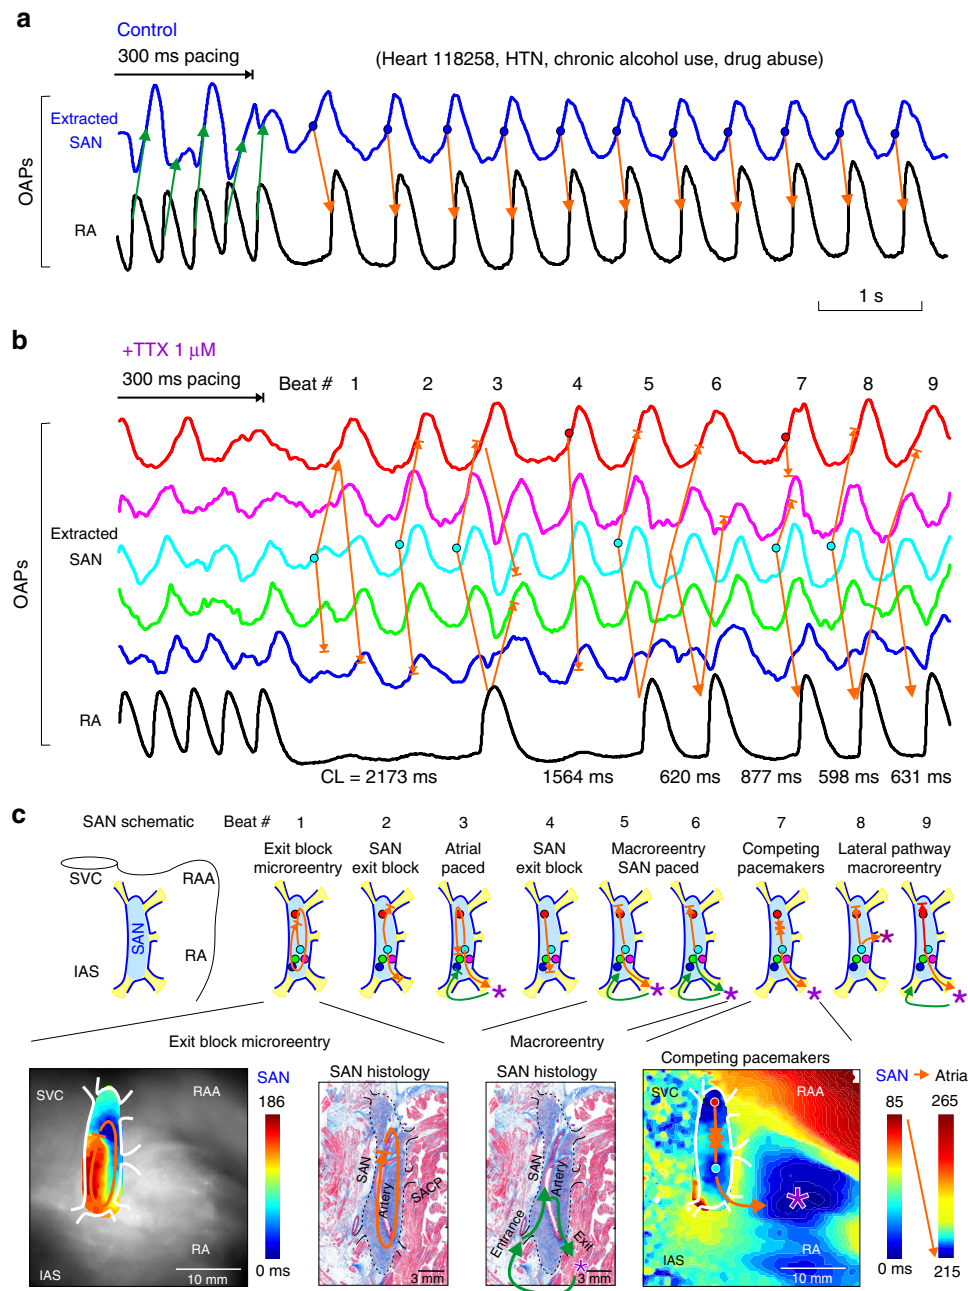 a
Control
300 ms pacing
(Heart 118258, HTN, chronic alcohol use, drug abuse)
Extracted
SAN
OAPs
RA
1 s
b
+TTX 1 μM
300 ms pacing
Beat # 1 2 3 4 5 6 7 8 9
Extracted
SAN
OAPs
RA
CL = 2173 ms 1564 ms 620 ms 877 ms 598 ms 631 ms
c
SAN schematic
Beat # 1 2 3 4 5 6 7 8 9
Exit block
microreentry
SAN
exit block
Atrial
paced
SAN
exit block
Macroreentry
SAN paced
Competing
pacemakers
Lateral pathway
macroreentry
SVC
RAA
SAN
IAS
RA
*
*
*
*
*
*
Exit block microreentry
Macroreentry
Competing pacemakers
SVC
RAA
RA
IAS
10 mm
SAN
186
0 ms
SAN histology
SAN
Artery
SACP
3 mm
SAN histology
SAN
Artery
Entrance
Exit
*
3 mm
SVC
RAA
*
RA
IAS
10 mm
SAN Atria
85 265
0 ms 215